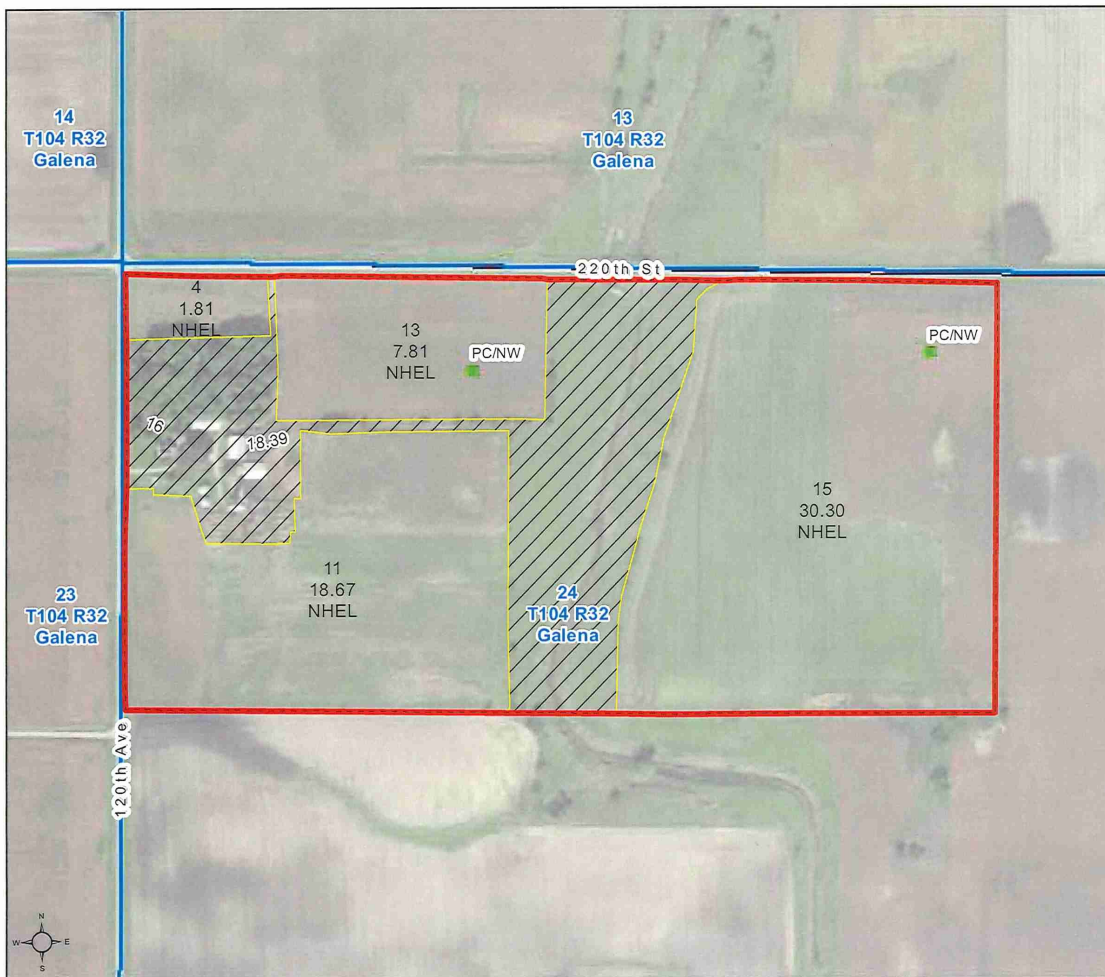 14
T104 R32
Galena
13
T104 R32
Galena
220th St
4
1.81
NHEL
13
7.81
NHEL
PC/NW
PC/NW
16
18.39
15
30.30
NHEL
11
18.67
NHEL
23
T104 R32
Galena
24
T104 R32
Galena
120th Ave
N
W
E
S